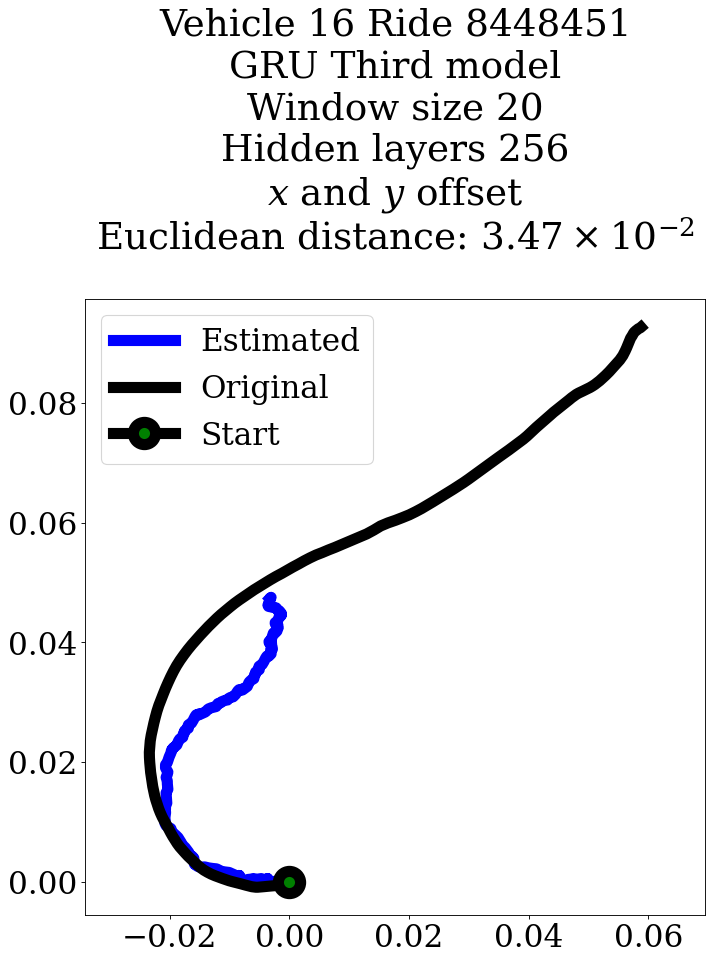 Vehicle 16 Ride 8448451
GRU Third model
Window size 20
Hidden layers 256
x and y offset
Euclidean distance: 3.47 × 10⁻²
Estimated
Original
Start
0.08
0.06
0.04
0.02
0.00
−0.02 0.00 0.02 0.04 0.06